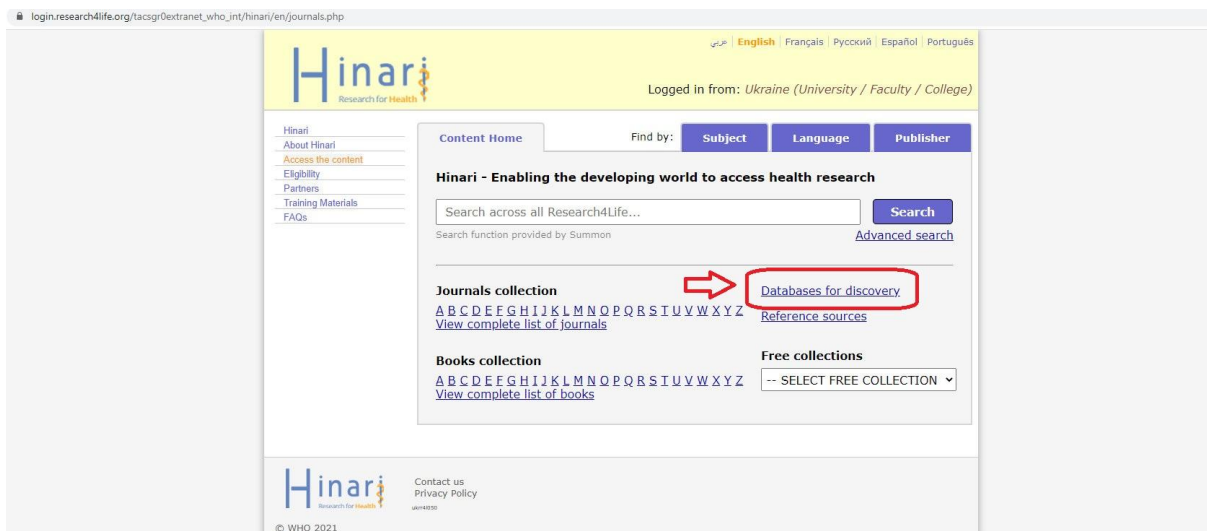 login.research4life.org/tacsgr0extranet_who_int/hinari/en/journals.php
عربي English Français Русский Español Português
Hinari
Research for Health
Logged in from: Ukraine (University / Faculty / College)
Hinari
About Hinari
Access the content
Eligibility
Partners
Training Materials
FAQs
Content Home
Find by:
Subject
Language
Publisher
Hinari - Enabling the developing world to access health research
Search across all Research4Life...
Search
Search function provided by Summon
Advanced search
Journals collection
A B C D E F G H I J K L M N O P Q R S T U V W X Y Z
View complete list of journals
Databases for discovery
Reference sources
Books collection
A B C D E F G H I J K L M N O P Q R S T U V W X Y Z
View complete list of books
Free collections
-- SELECT FREE COLLECTION
Hinari
Research for Health
Contact us
Privacy Policy
© WHO 2021